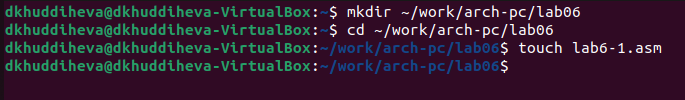 dkhuddiheva@dkhuddiheva-VirtualBox:~$ mkdir ~/work/arch-pc/lab06
dkhuddiheva@dkhuddiheva-VirtualBox:~$ cd ~/work/arch-pc/lab06
dkhuddiheva@dkhuddiheva-VirtualBox:~/work/arch-pc/lab06$ touch lab6-1.asm
dkhuddiheva@dkhuddiheva-VirtualBox:~/work/arch-pc/lab06$